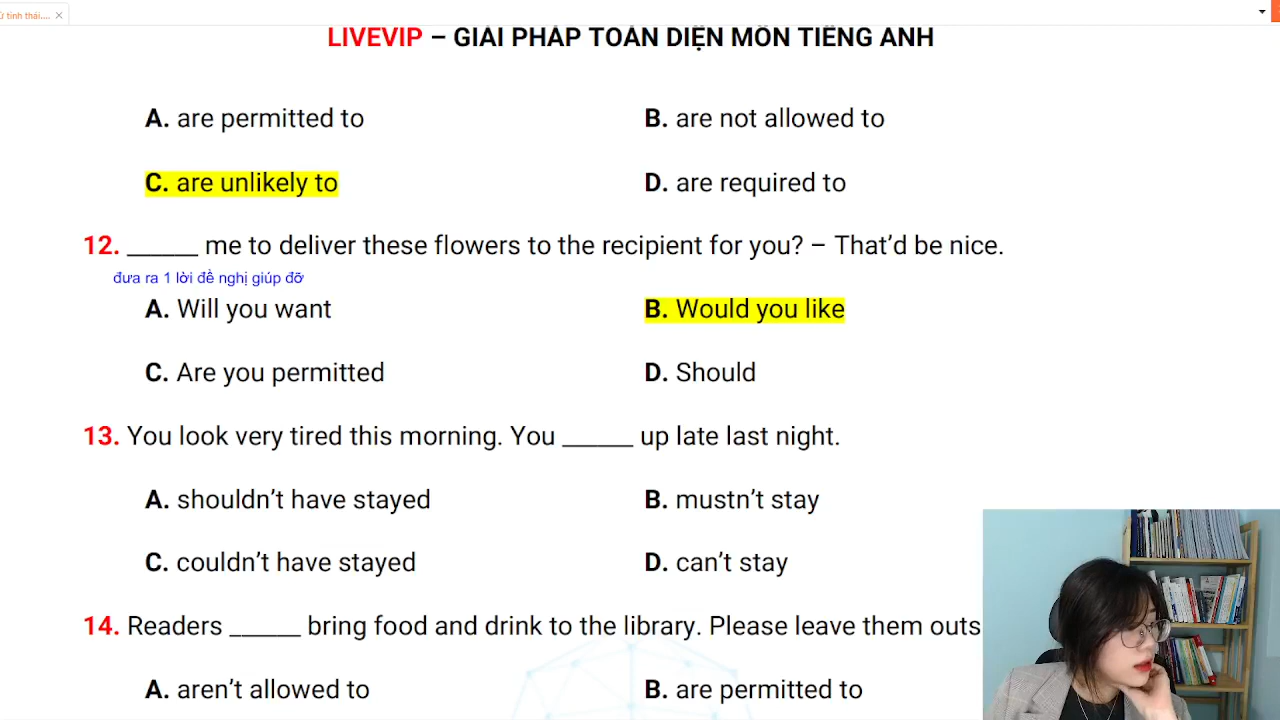 từ tình thái....
LIVEVIP – GIẢI PHÁP TOÀN DIỆN MÔN TIẾNG ANH
A. are permitted to
B. are not allowed to
C. are unlikely to
D. are required to
12. ______ me to deliver these flowers to the recipient for you? – That’d be nice.
đưa ra 1 lời đề nghị giúp đỡ
A. Will you want
B. Would you like
C. Are you permitted
D. Should
13. You look very tired this morning. You ______ up late last night.
A. shouldn’t have stayed
B. mustn’t stay
C. couldn’t have stayed
D. can’t stay
14. Readers ______ bring food and drink to the library. Please leave them outs
A. aren’t allowed to
B. are permitted to